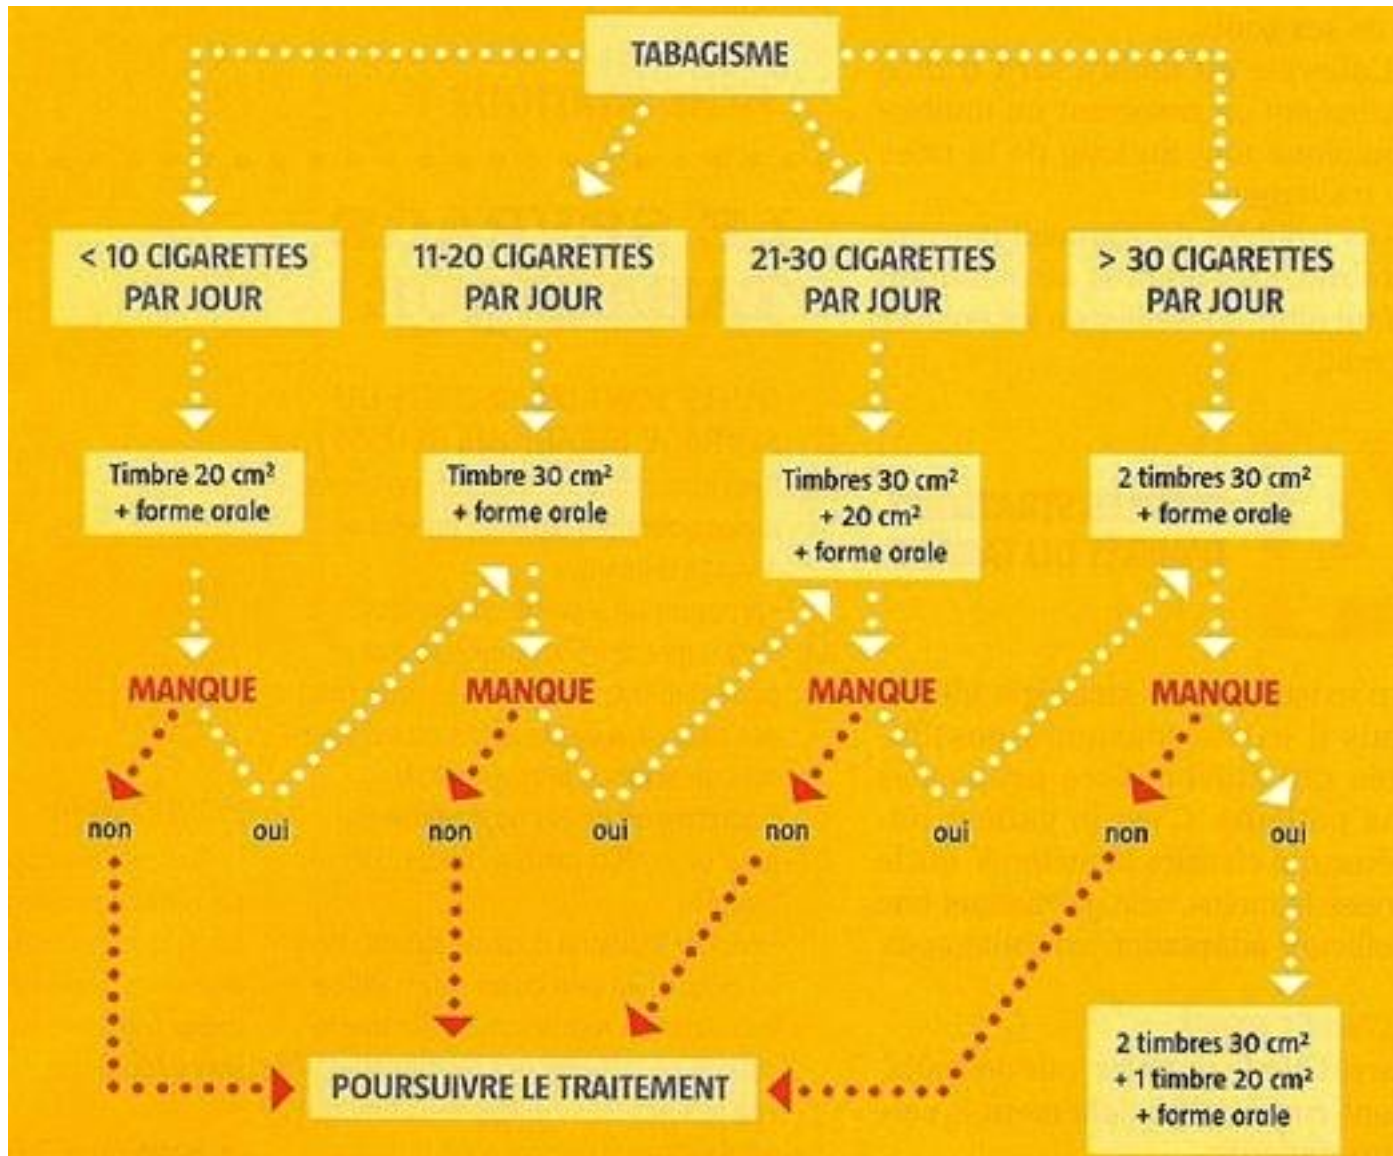 TABAGISME
< 10 CIGARETTES
PAR JOUR
11-20 CIGARETTES
PAR JOUR
21-30 CIGARETTES
PAR JOUR
> 30 CIGARETTES
PAR JOUR
Timbre 20 cm²
+ forme orale
Timbre 30 cm²
+ forme orale
Timbres 30 cm²
+ 20 cm²
+ forme orale
2 timbres 30 cm²
+ forme orale
MANQUE
MANQUE
MANQUE
MANQUE
non
oui
non
oui
non
oui
non
oui
POURSUIVRE LE TRAITEMENT
2 timbres 30 cm²
+ 1 timbre 20 cm²
+ forme orale